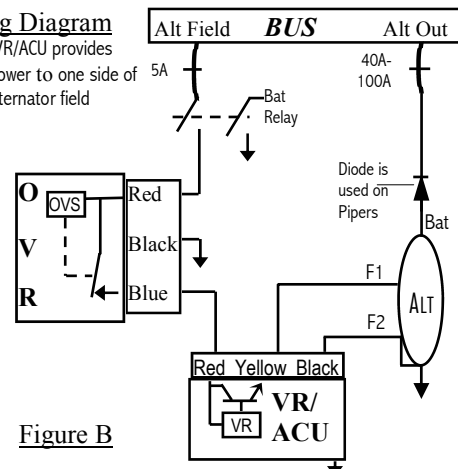 g Diagram
VR/ACU provides
ower to one side of
ternator field
Alt Field BUS Alt Out
5A
40A-
100A
Bat
Relay
Diode is
used on
Pipers
Bat
O
V
R
OVS
Red
Black
Blue
F1
F2
ALT
Red Yellow Black
VR
VR/
ACU
Figure B